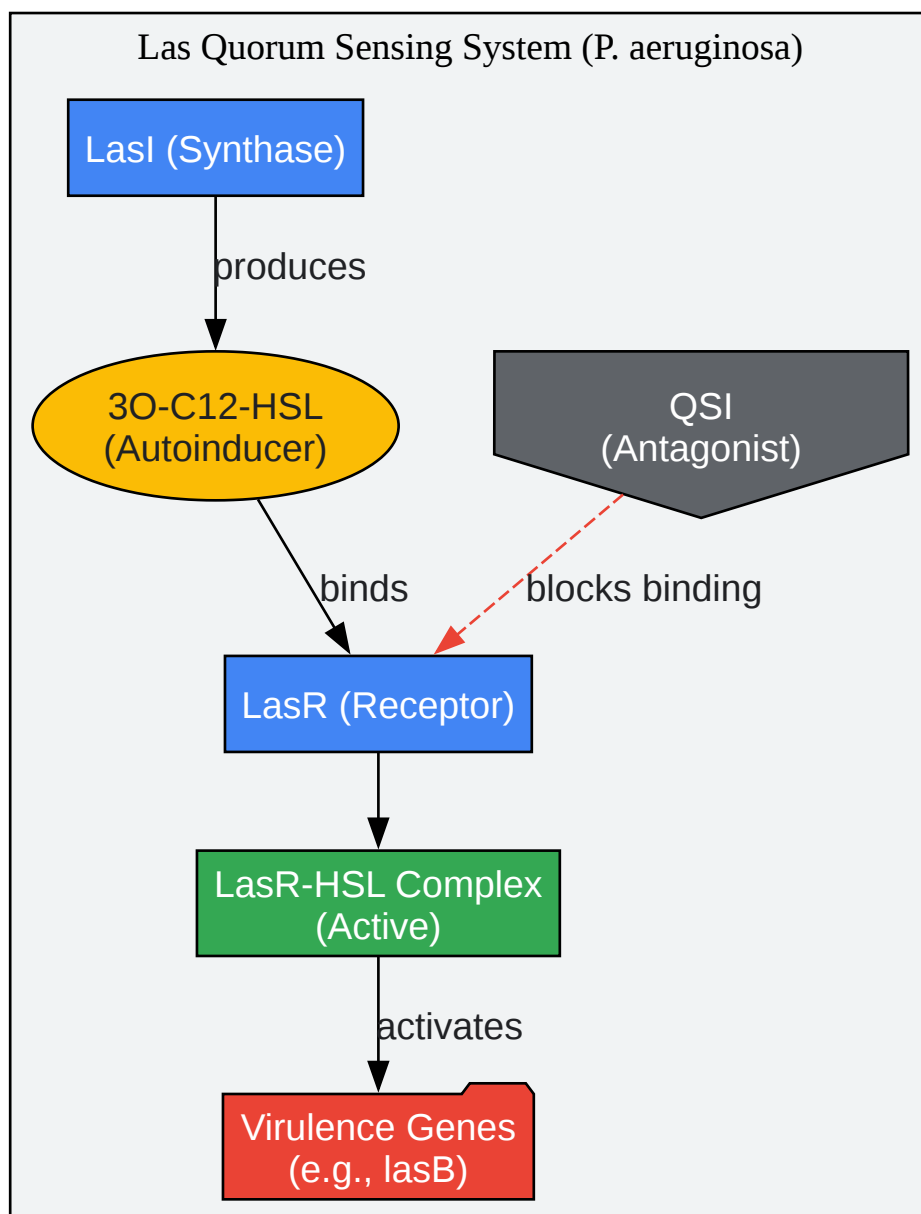 Las Quorum Sensing System (P. aeruginosa)
LasI (Synthase)
produces
3O-C12-HSL
(Autoinducer)
QSI
(Antagonist)
binds
blocks binding
LasR (Receptor)
LasR-HSL Complex
(Active)
activates
Virulence Genes
(e.g., lasB)